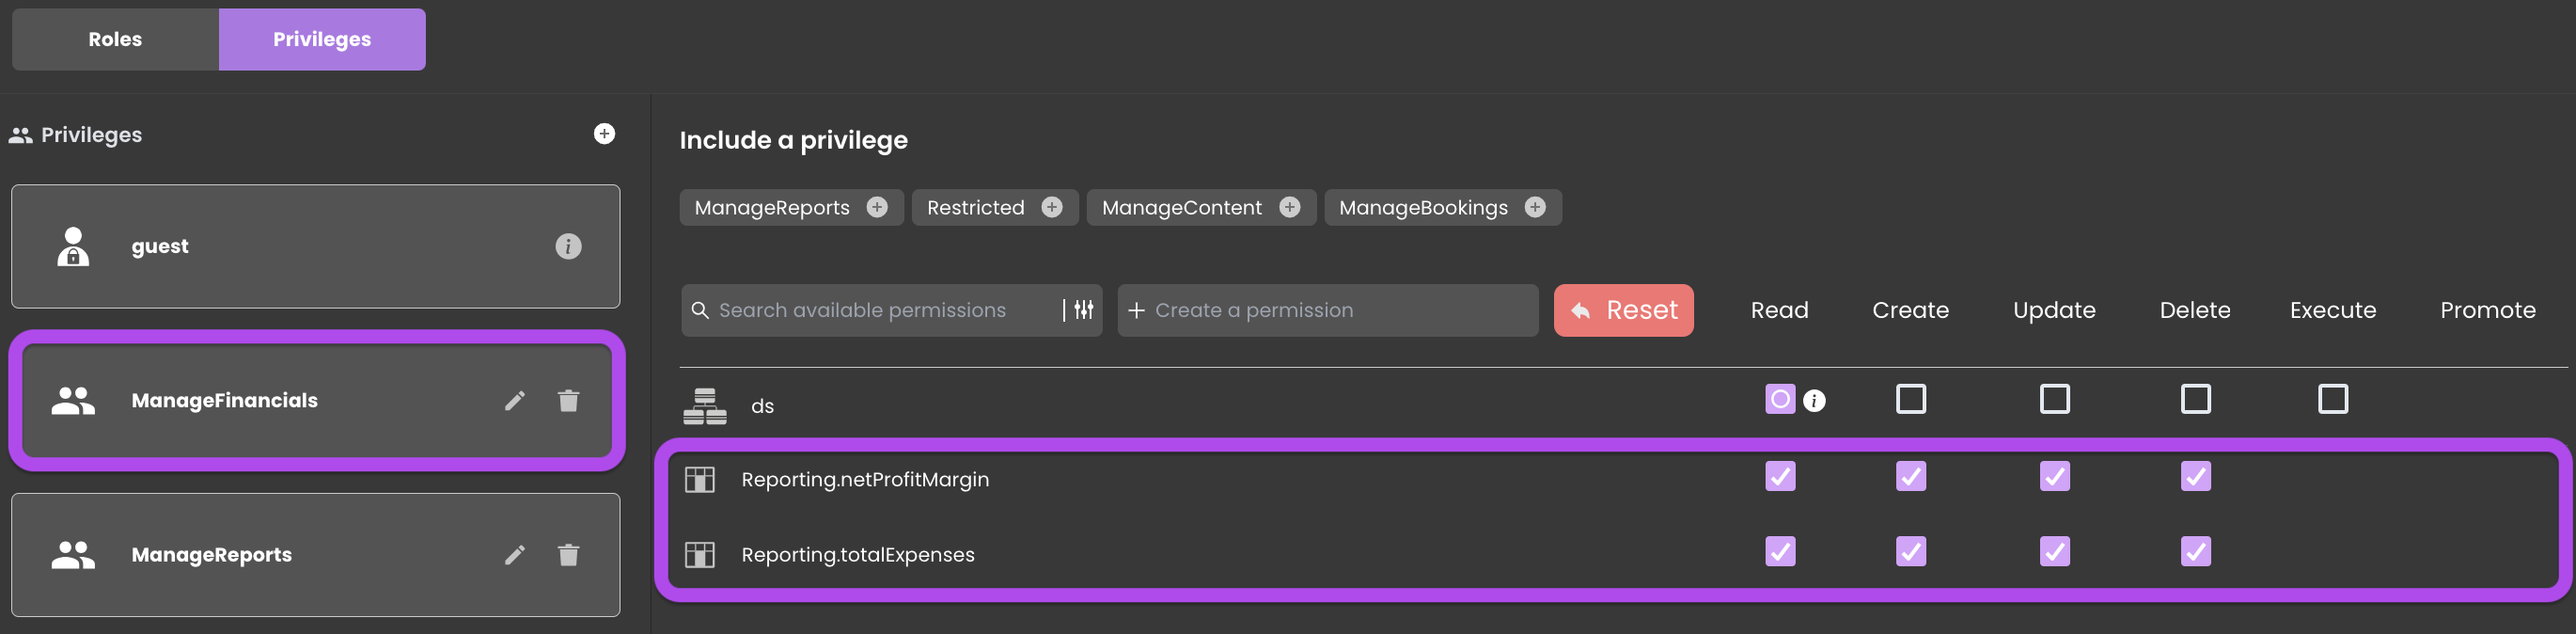 Roles Privileges
Privileges
guest
ManageFinancials
ManageReports
Include a privilege
ManageReports Restricted ManageContent ManageBookings
Search available permissions Create a permission Reset Read Create Update Delete Execute Promote
ds
Reporting.netProfitMargin
Reporting.totalExpenses